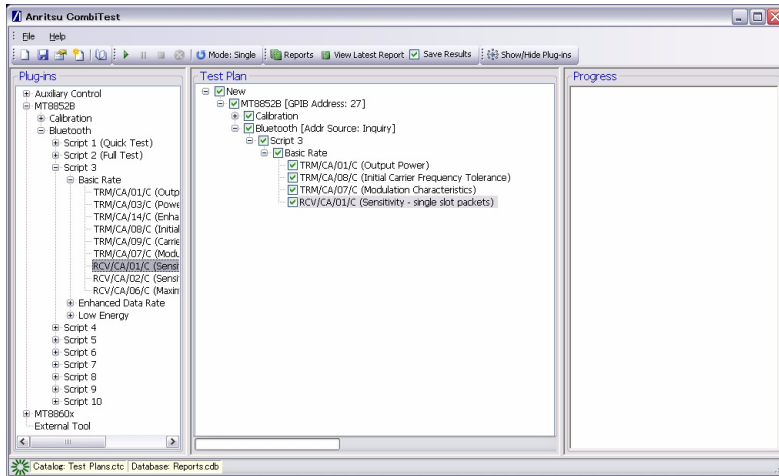 Anritsu CombiTest
File Help
Mode: Single Reports View Latest Report Save Results Show/Hide Plug-ins
Plug-ins
Auxiliary Control
MT8852B
Calibration
Bluetooth
Script 1 (Quick Test)
Script 2 (Full Test)
Script 3
Basic Rate
TRM/CA/01/C (Outp
TRM/CA/03/C (Powe
TRM/CA/14/C (Enha
TRM/CA/08/C (Initial
TRM/CA/09/C (Carrie
TRM/CA/07/C (Modu
RCV/CA/01/C (Sensit
RCV/CA/02/C (Sensit
RCV/CA/06/C (Maxim
Enhanced Data Rate
Low Energy
Script 4
Script 5
Script 6
Script 7
Script 8
Script 9
Script 10
MT8860x
External Tool
Test Plan
New
MT8852B [GPIB Address: 27]
Calibration
Bluetooth [Addr Source: Inquiry]
Script 3
Basic Rate
TRM/CA/01/C (Output Power)
TRM/CA/08/C (Initial Carrier Frequency Tolerance)
TRM/CA/07/C (Modulation Characteristics)
RCV/CA/01/C (Sensitivity - single slot packets)
Progress
Catalog: Test Plans.ctc Database: Reports.cdb